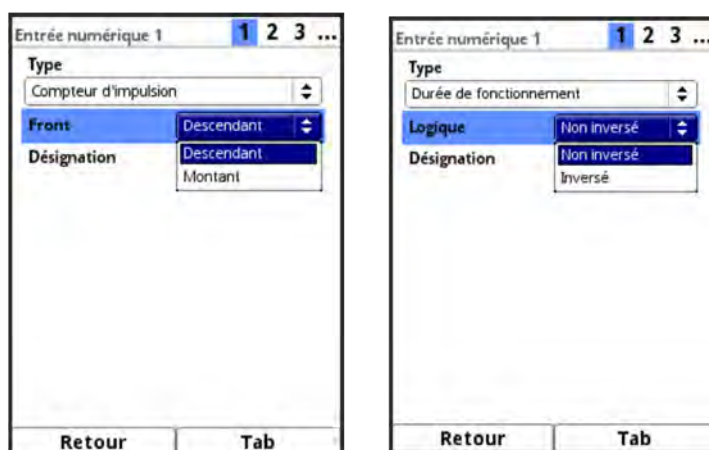 Entrée numérique 1 1 2 3 ...
Type
Compteur d'impulsion
Front Descendant
Désignation Descendant
Montant
Retour Tab
Entrée numérique 1 1 2 3 ...
Type
Durée de fonctionnement
Logique Non inversé
Désignation Non inversé
Inversé
Retour Tab